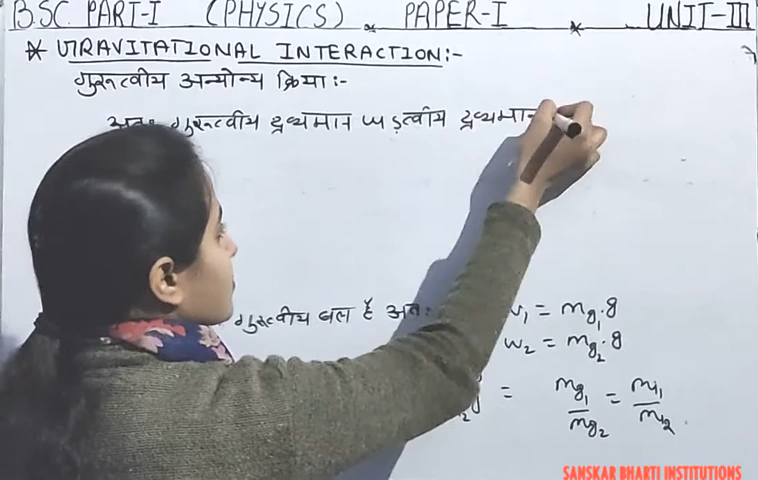 B.SC PART-I (PHYSICS) * PAPER-I * UNIT-III
* GRAVITATIONAL INTERACTION:-
गुरूत्वीय अन्योन्य क्रिया:-
अतः गुरूत्वीय द्रव्यमान जड़त्वीय द्रव्यमान
गुरूत्वीय बल है अतः
w₁ = mg₁.g
w₂ = mg₂.g
= mg₁/mg₂ = m₁/m₂
SANSKAR BHARTI INSTITUTIONS